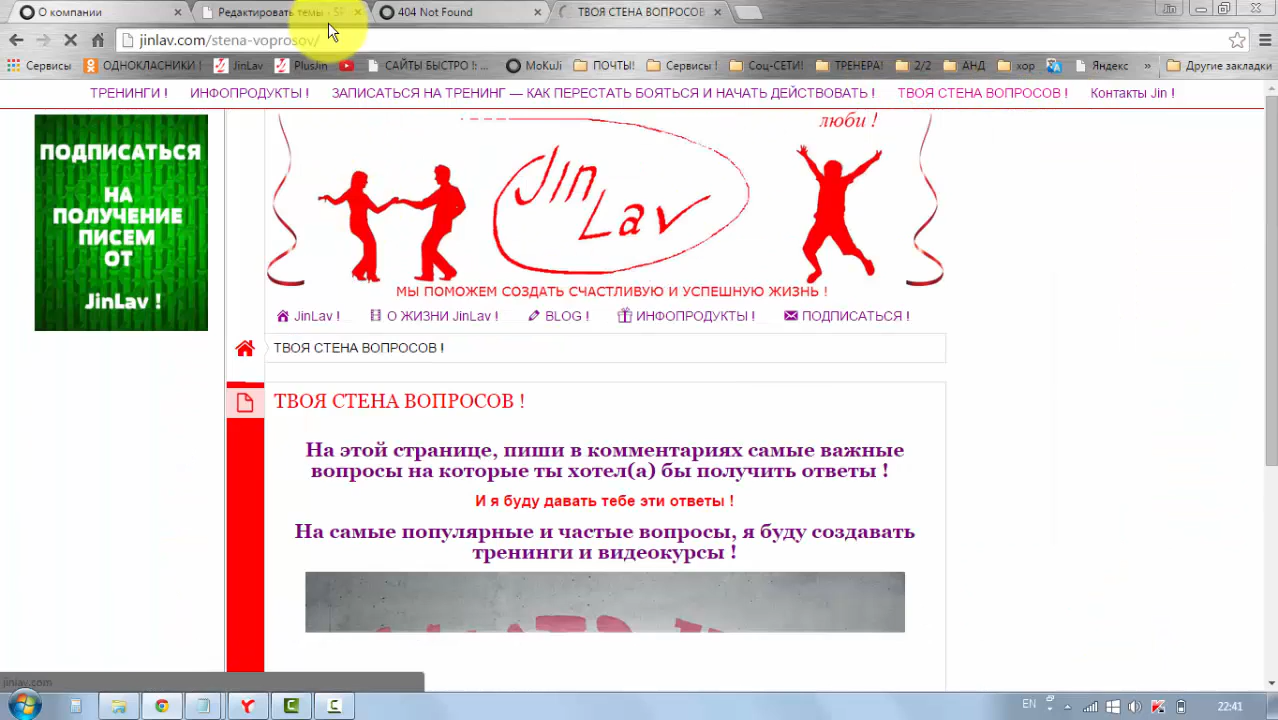 О компании
Редактировать темы
404 Not Found
ТВОЯ СТЕНА ВОПРОСОВ
jinlav.com/stena-voprosov/
Сервисы
ОДНОКЛАССНИКИ !
JinLav
PlusJin
САЙТЫ БЫСТРО !:...
MoKuJi
ПОЧТЫ!
Сервисы !
Соц-СЕТИ!
ТРЕНЕРА!
2/2
АНД
хор
Яндекс
»
Другие закладки
ТРЕНИНГИ !
ИНФОПРОДУКТЫ !
ЗАПИСАТЬСЯ НА ТРЕНИНГ — КАК ПЕРЕСТАТЬ БОЯТЬСЯ И НАЧАТЬ ДЕЙСТВОВАТЬ !
ТВОЯ СТЕНА ВОПРОСОВ !
Контакты Jin !
ПОДПИСАТЬСЯ
НА
ПОЛУЧЕНИЕ
ПИСЕМ
ОТ
JinLav !
люби !
Jin
Lav
МЫ ПОМОЖЕМ СОЗДАТЬ СЧАСТЛИВУЮ И УСПЕШНУЮ ЖИЗНЬ !
JinLav !
О ЖИЗНИ JinLav !
BLOG !
ИНФОПРОДУКТЫ !
ПОДПИСАТЬСЯ !
ТВОЯ СТЕНА ВОПРОСОВ !
ТВОЯ СТЕНА ВОПРОСОВ !
На этой странице, пиши в комментариях самые важные
вопросы на которые ты хотел(а) бы получить ответы !
И я буду давать тебе эти ответы !
На самые популярные и частые вопросы, я буду создавать
тренинги и видеокурсы !
jinlav.com
EN
22:41